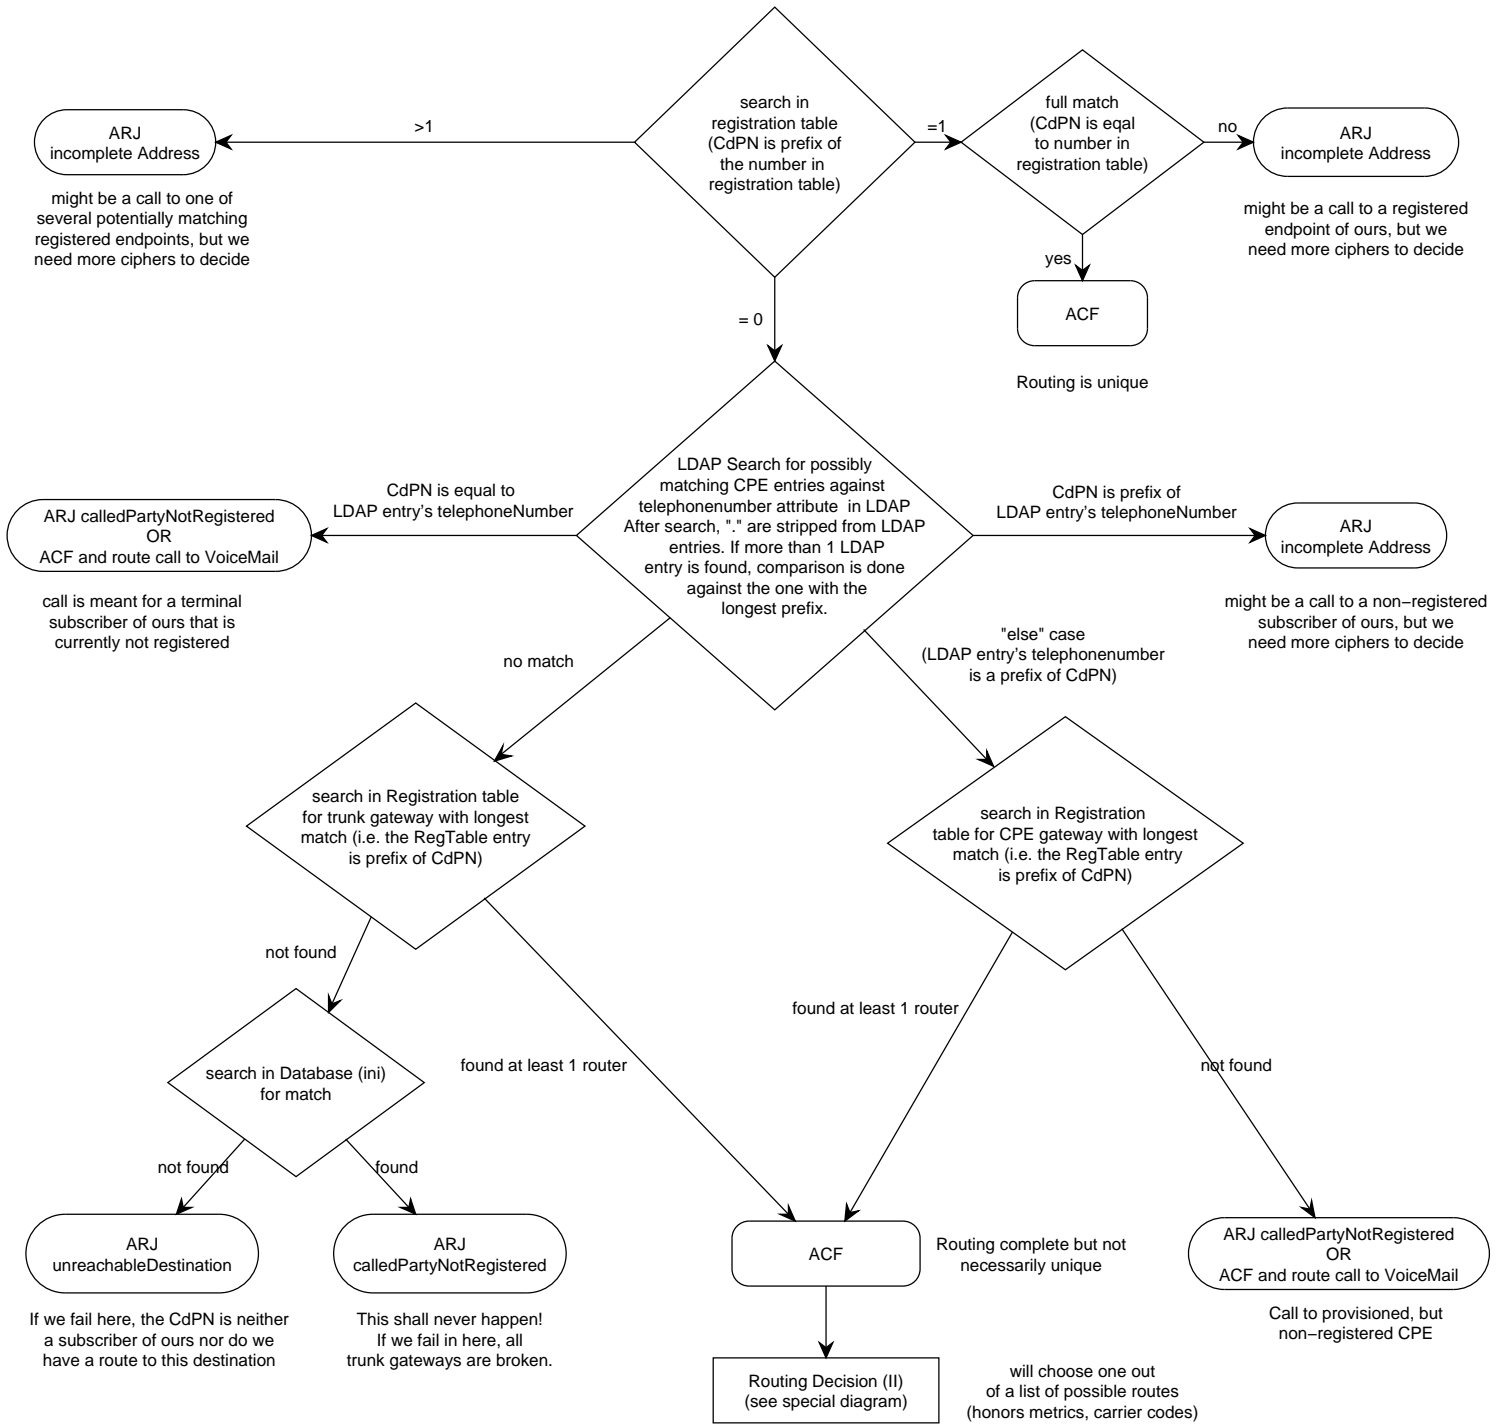 search in
registration table
(CdPN is prefix of
the number in
registration table)
>1
ARJ
incomplete Address
might be a call to one of
several potentially matching
registered endpoints, but we
need more ciphers to decide
=1
full match
(CdPN is eqal
to number in
registration table)
no
ARJ
incomplete Address
might be a call to a registered
endpoint of ours, but we
need more ciphers to decide
yes
ACF
Routing is unique
= 0
LDAP Search for possibly
matching CPE entries against
telephonenumber attribute in LDAP
After search, "." are stripped from LDAP
entries. If more than 1 LDAP
entry is found, comparison is done
against the one with the
longest prefix.
CdPN is equal to
LDAP entry's telephoneNumber
ARJ calledPartyNotRegistered
OR
ACF and route call to VoiceMail
call is meant for a terminal
subscriber of ours that is
currently not registered
CdPN is prefix of
LDAP entry's telephoneNumber
ARJ
incomplete Address
might be a call to a non−registered
subscriber of ours, but we
need more ciphers to decide
no match
"else" case
(LDAP entry's telephonenumber
is a prefix of CdPN)
search in Registration table
for trunk gateway with longest
match (i.e. the RegTable entry
is prefix of CdPN)
search in Registration
table for CPE gateway with longest
match (i.e. the RegTable entry
is prefix of CdPN)
not found
found at least 1 router
found at least 1 router
not found
search in Database (ini)
for match
not found
found
ARJ
unreachableDestination
If we fail here, the CdPN is neither
a subscriber of ours nor do we
have a route to this destination
ARJ
calledPartyNotRegistered
This shall never happen!
If we fail in here, all
trunk gateways are broken.
ACF
Routing complete but not
necessarily unique
ARJ calledPartyNotRegistered
OR
ACF and route call to VoiceMail
Call to provisioned, but
non−registered CPE
Routing Decision (II)
(see special diagram)
will choose one out
of a list of possible routes
(honors metrics, carrier codes)